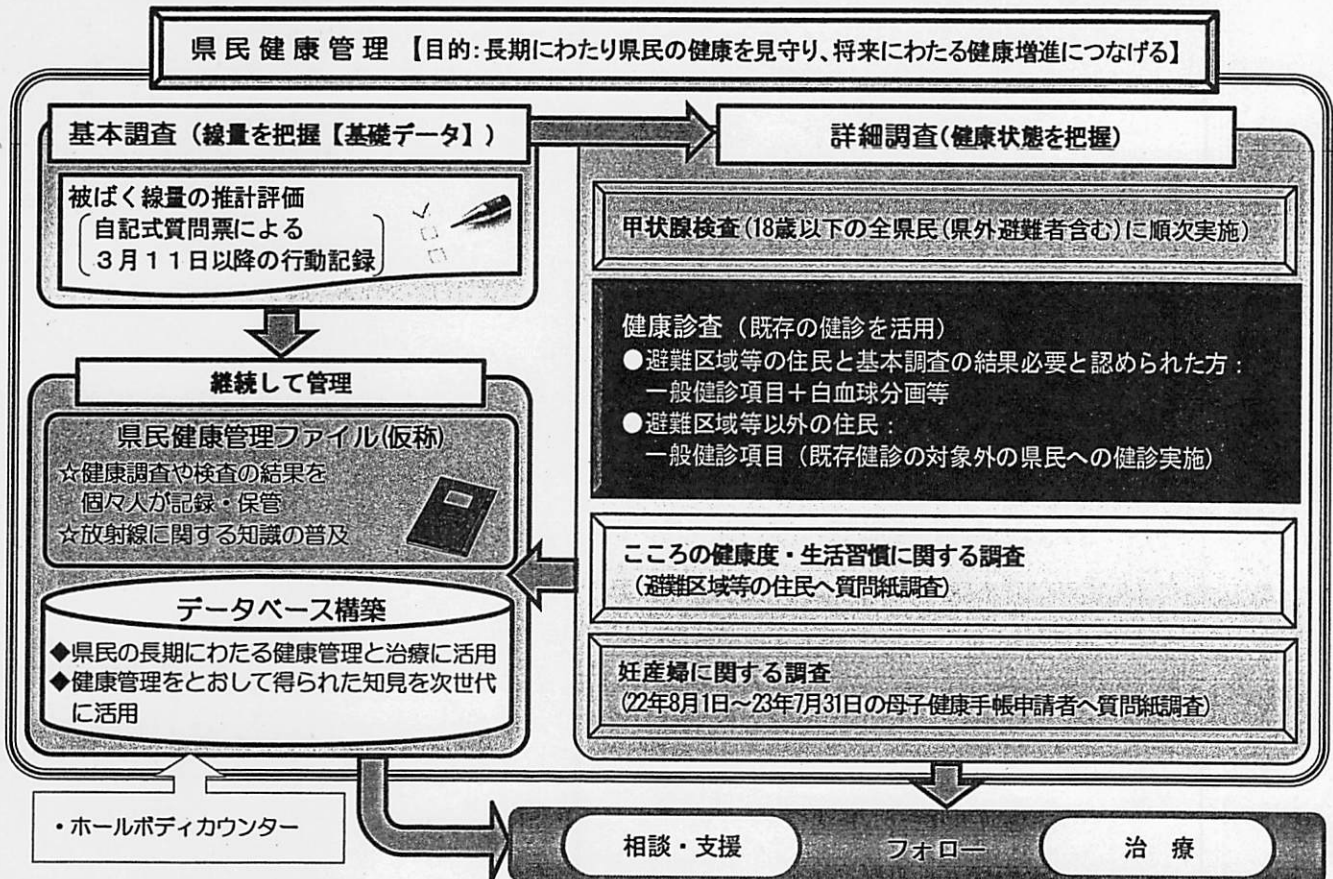 県民健康管理【目的:長期にわたり県民の健康を見守り、将来にわたる健康増進につなげる】
基本調査(線量を把握【基礎データ】)
被ばく線量の推計評価
自記式質問票による
3月11日以降の行動記録
継続して管理
県民健康管理ファイル(仮称)
☆健康調査や検査の結果を
個々人が記録・保管
☆放射線に関する知識の普及
データベース構築
◆県民の長期にわたる健康管理と治療に活用
◆健康管理をとおして得られた知見を次世代
に活用
・ホールボディカウンター
詳細調査(健康状態を把握)
甲状腺検査(18歳以下の全県民(県外避難者含む)に順次実施)
健康診査(既存の健診を活用)
●避難区域等の住民と基本調査の結果必要と認められた方:
一般健診項目+白血球分画等
●避難区域等以外の住民:
一般健診項目(既存健診の対象外の県民への健診実施)
こころの健康度・生活習慣に関する調査
(避難区域等の住民へ質問紙調査)
妊産婦に関する調査
(22年8月1日~23年7月31日の母子健康手帳申請者へ質問紙調査)
相談・支援 フォロー 治療